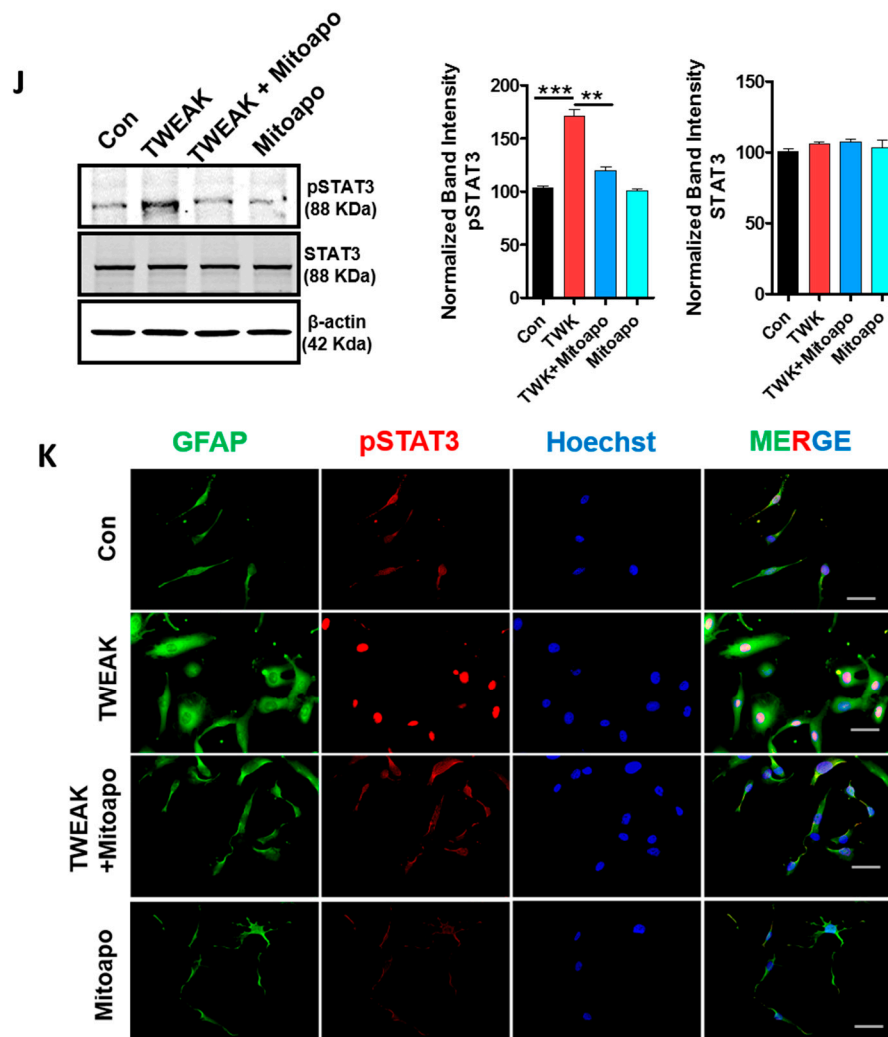 J
Con
TWEAK
TWEAK + Mitoapo
Mitoapo
pSTAT3
(88 KDa)
STAT3
(88 KDa)
β-actin
(42 Kda)
Normalized Band Intensity
pSTAT3
200
150
100
50
0
***
**
Con
TWK
TWK+Mitoapo
Mitoapo
Normalized Band Intensity
STAT3
150
100
50
0
Con
TWK
TWK+Mitoapo
Mitoapo
K
GFAP
pSTAT3
Hoechst
MERGE
Con
TWEAK
TWEAK
+Mitoapo
Mitoapo